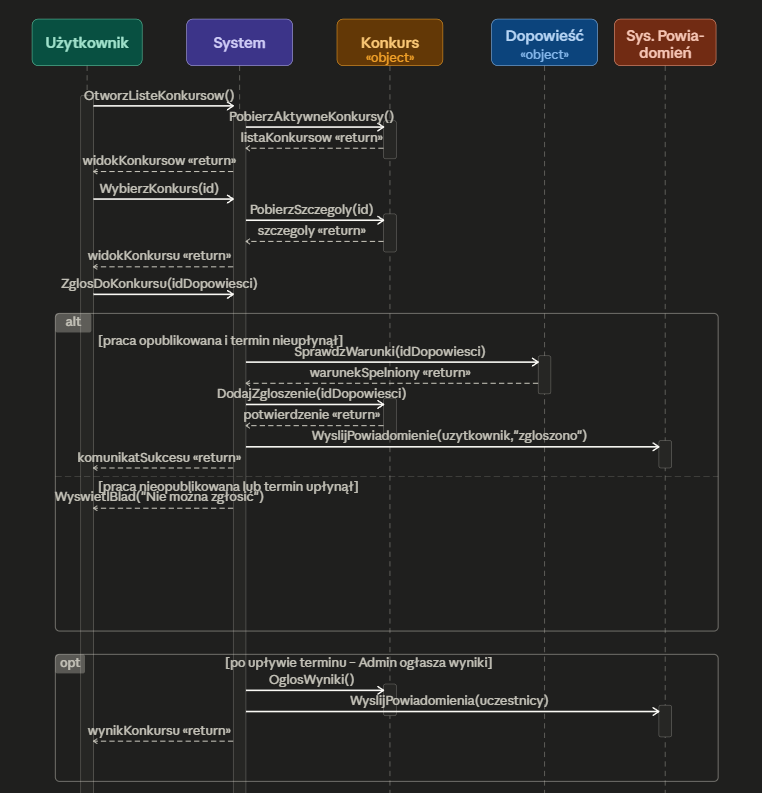 Użytkownik
System
Konkurs
«object»
Dopowieść
«object»
Sys. Powia-
domień
OtworzListeKonkursow()
PobierzAktywneKonkursy()
listaKonkursow «return»
widokKonkursow «return»
WybierzKonkurs(id)
PobierzSzczegoly(id)
szczegoly «return»
widokKonkursu «return»
ZglosDoKonkursu(idDopowiesci)
alt
[praca opublikowana i termin nieupłynął]
SprawdzWarunki(idDopowiesci)
warunekSpelniony «return»
DodajZgloszenie(idDopowiesci)
potwierdzenie «return»
WyslijPowiadomienie(uzytkownik,"zgloszono")
komunikatSukcesu «return»
[praca nieopublikowana lub termin upłynął]
WyswietlBlad("Nie można zgłosić")
opt
[po upływie terminu – Admin ogłasza wyniki]
OglosWyniki()
WyslijPowiadomienia(uczestnicy)
wynikKonkursu «return»